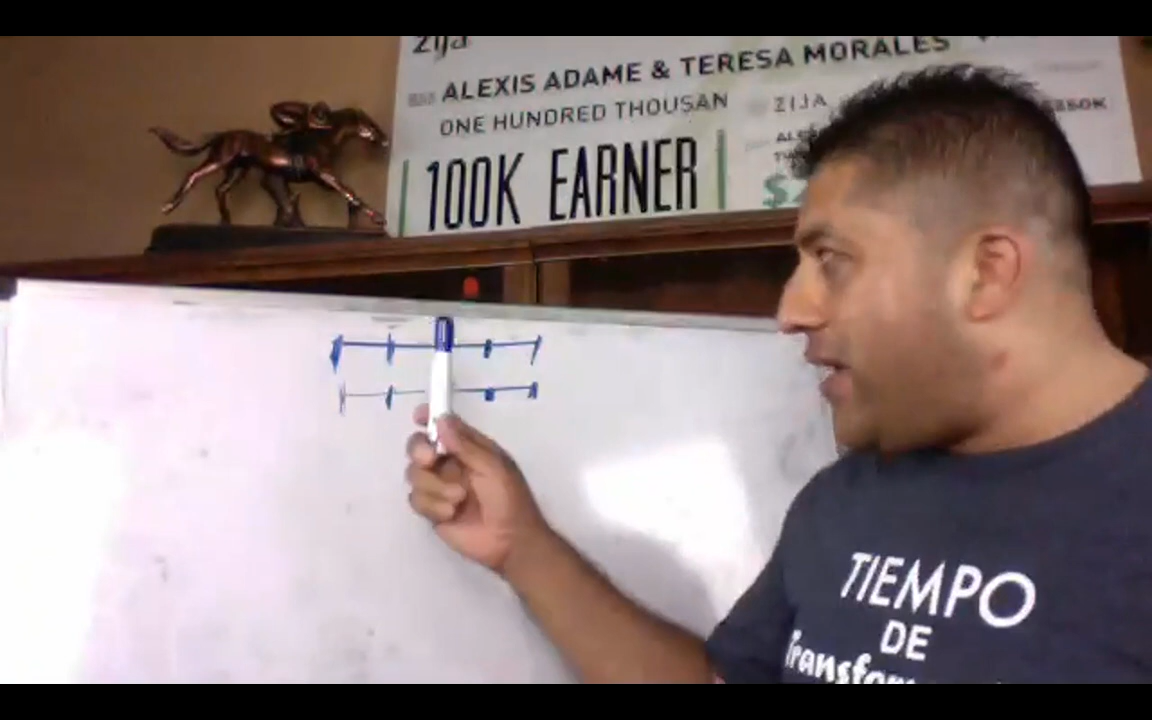 Zija
ALEXIS ADAME & TERESA MORALES
ONE HUNDRED THOUSAN
100K EARNER
ZIJA
$
TIEMPO
DE